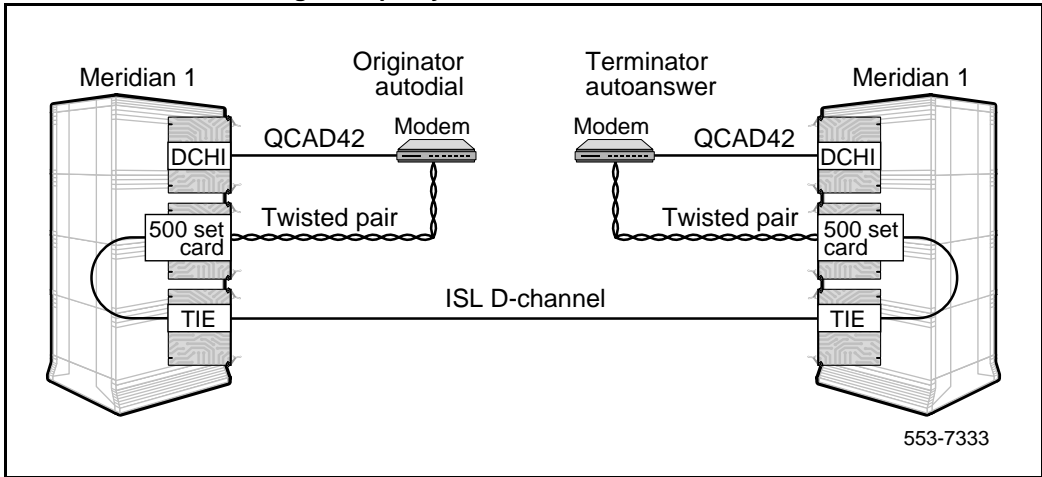 Meridian 1
Originator
autodial
Terminator
autoanswer
Meridian 1
DCHI
QCAD42
Modem
Modem
QCAD42
DCHI
500 set
card
Twisted pair
Twisted pair
500 set
card
TIE
ISL D-channel
TIE
553-7333